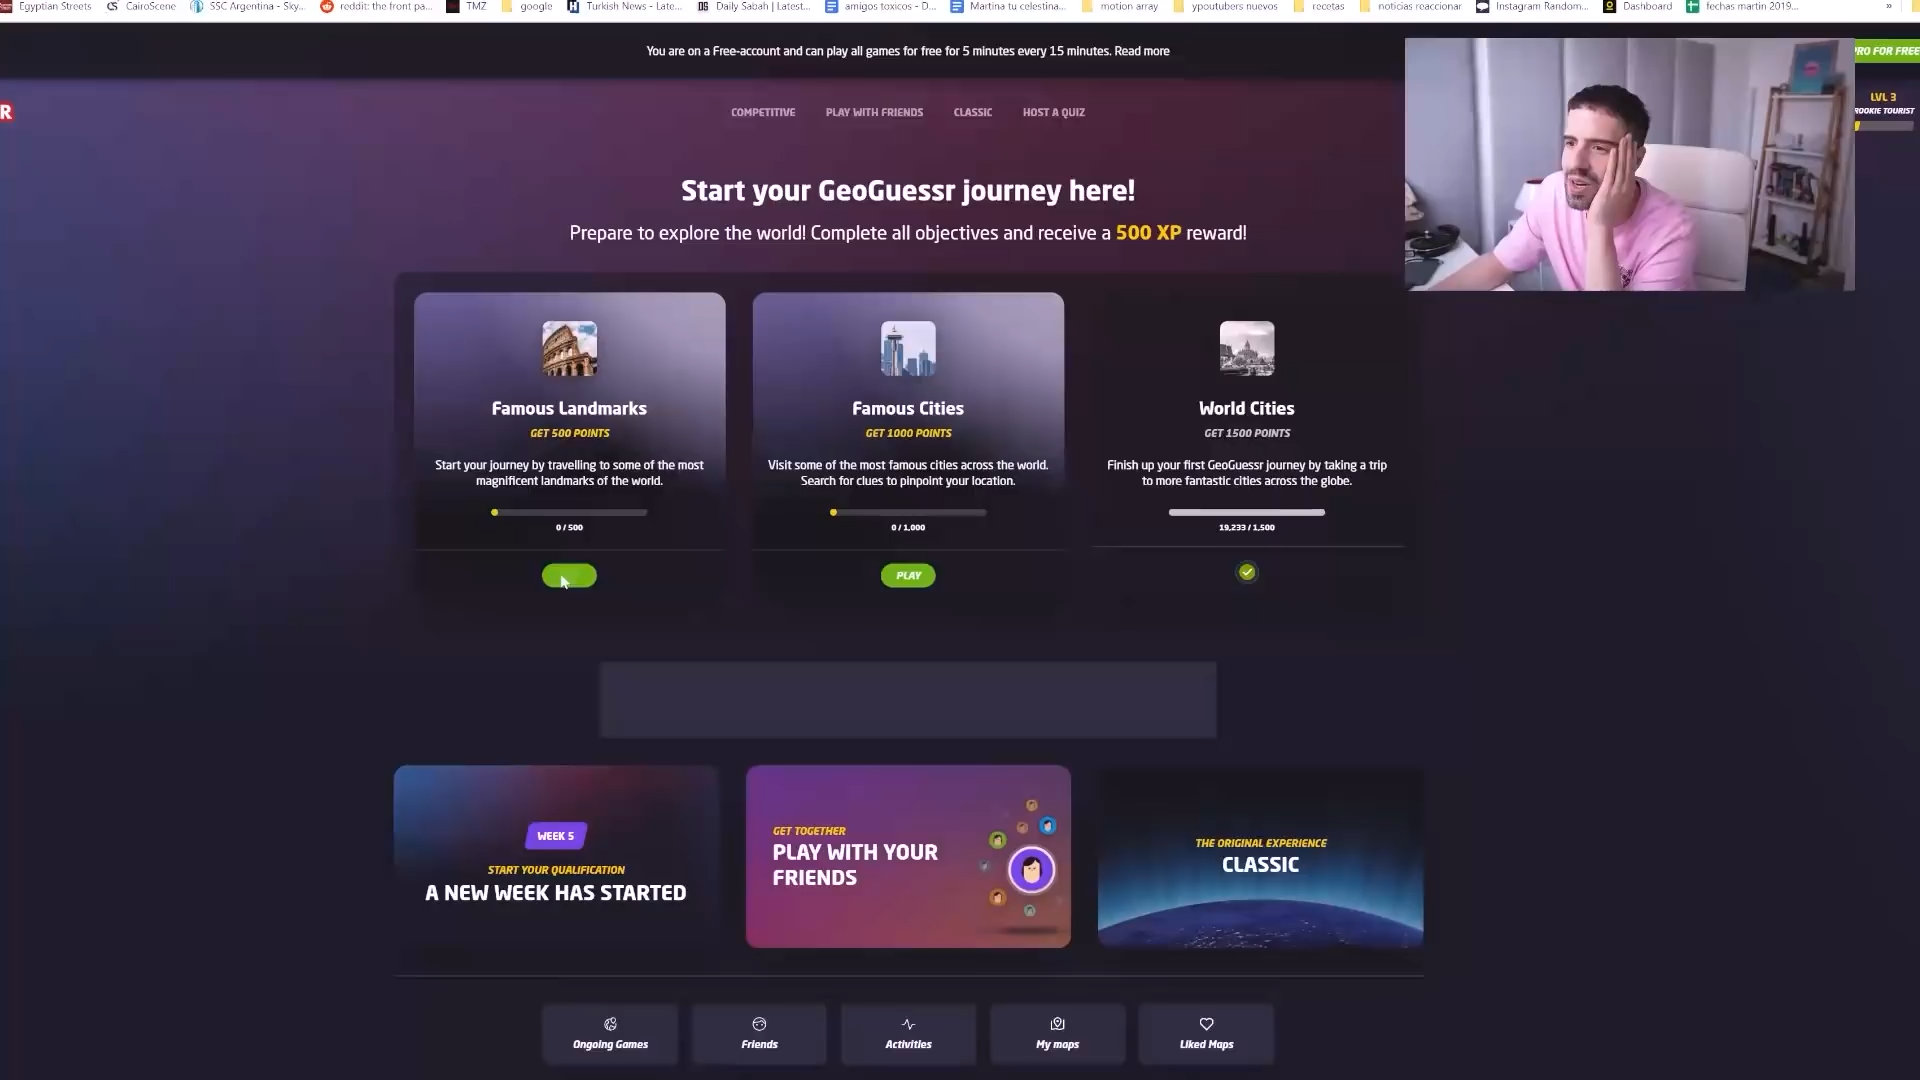 Egyptian Streets CairoScene SSC Argentina - Sky... reddit: the front pa... TMZ google Turkish News - Late... Daily Sabah | Latest... amigos toxicos - D... Martina tu celestina... motion array ypoutubers nuevos recetas noticias reaccionar Instagram Random... Dashboard fechas martin 2019... »
You are on a Free-account and can play all games for free for 5 minutes every 15 minutes. Read more
PRO FOR FREE
R
COMPETITIVE PLAY WITH FRIENDS CLASSIC HOST A QUIZ
LVL 3
ROOKIE TOURIST
Start your GeoGuessr journey here!
Prepare to explore the world! Complete all objectives and receive a 500 XP reward!
Famous Landmarks
GET 500 POINTS
Start your journey by travelling to some of the most
magnificent landmarks of the world.
0 / 500
Famous Cities
GET 1000 POINTS
Visit some of the most famous cities across the world.
Search for clues to pinpoint your location.
0 / 1,000
PLAY
World Cities
GET 1500 POINTS
Finish up your first GeoGuessr journey by taking a trip
to more fantastic cities across the globe.
19,233 / 1,500
WEEK 5
START YOUR QUALIFICATION
A NEW WEEK HAS STARTED
GET TOGETHER
PLAY WITH YOUR
FRIENDS
THE ORIGINAL EXPERIENCE
CLASSIC
Ongoing Games
Friends
Activities
My maps
Liked Maps